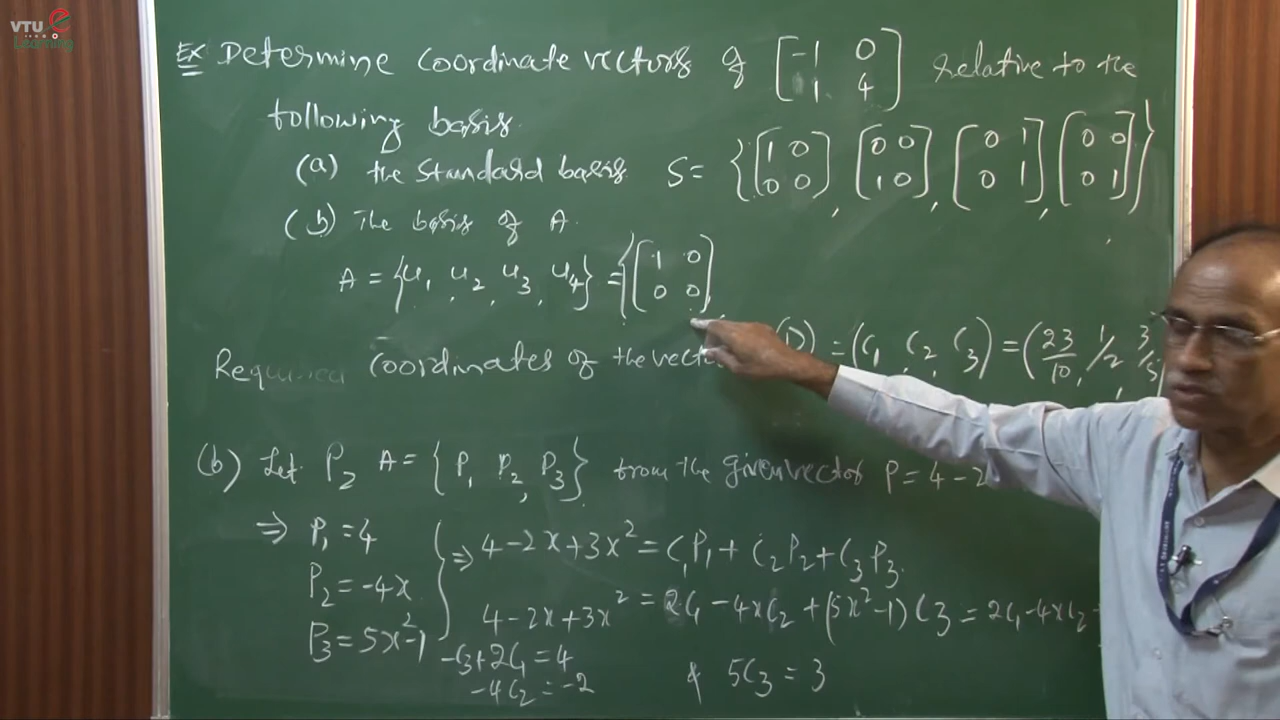 VTU e
Learning
Ex Determine Coordinate vectors of [-1 0; 1 4] relative to the
following basis.
(a) the Standard basis S = {[1 0; 0 0], [0 0; 1 0], [0 1; 0 1], [0 0; 0 1]}
(b) The basis of A.
A = {u₁, u₂, u₃, u₄} = {[1 0; 0 0],
Required Coordinates of the vecto = (C₁, C₂, C₃) = (23/10, 1/2, 3/5
(b) Let P₂ A = {P₁, P₂, P₃} from the given vector P = 4 - 2
⇒ P₁ = 4
P₂ = -4x
P₃ = 5x² - 1
⇒ 4 - 2x + 3x² = C₁P₁ + C₂P₂ + C₃P₃.
4 - 2x + 3x² = 2C₁ - 4xC₂ + (5x² - 1) C₃ = 2C₁ - 4xC₂
-C₃ + 2C₁ = 4
-4C₂ = -2
& 5C₃ = 3